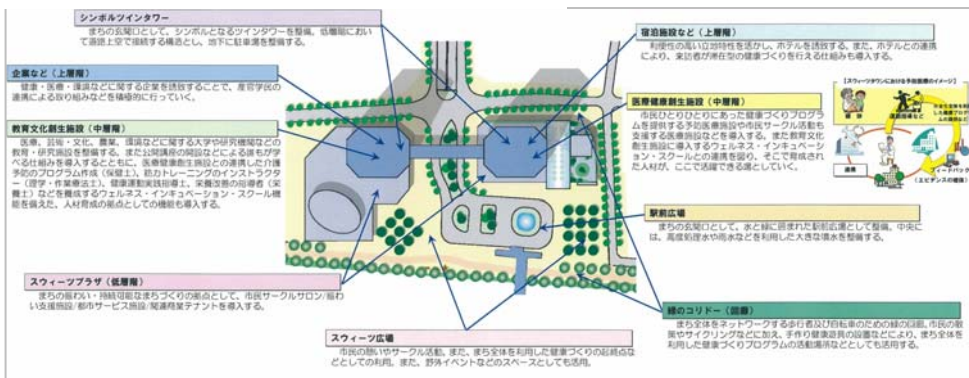 シンボルツインタワー
まちの玄関口として、シンボルとなるツインタワーを整備。低層階において道路上空で接続する構造とし、地下に駐車場を整備する。
企業など(上層階)
健康・医療・環境などに関する企業を誘致することで、産官学民の連携による取り組みなどを積極的に行っていく。
教育文化創生施設(中層階)
医療、芸術・文化、農業、環境などに関する大学や研究機関などの教育・研究施設を整備する。また公開講座の開設などによる誰もが学べる仕組みを導入するとともに、医療健康創生施設との連携した介護予防のプログラム作成(保健士)、筋力トレーニングのインストラクター(理学・作業療法士)、健康運動実践指導士、栄養改善の指導者(栄養士)などを養成するウェルネス・インキュベーション・スクール機能を備えた、人材育成の拠点としての機能も導入する。
スウィーツプラザ(低層階)
まちの賑わい・持続可能なまちづくりの拠点として、市民サークルサロン/賑わい支援施設/都市サービス施設/関連商業テナントを導入する。
スウィーツ広場
市民の憩いやサークル活動、また、まち全体を利用した健康づくりの起終点などとしての利用。また、野外イベントなどのスペースとしても活用。
宿泊施設など(上層階)
利便性の高い立地特性を活かし、ホテルを誘致する。また、ホテルとの連携により、来訪者が滞在型の健康づくりを行える仕組みも導入する。
医療健康創生施設(中層階)
市民ひとりひとりにあった健康づくりプログラムを提供する予防医療施設や市民サークル活動を支援する医療施設などを導入する。また教育文化創生施設に導入するウェルネス・インキュベーション・スクールとの連携を図り、そこで育成された人材が、ここで活躍できる場としていく。
【スウィーツタウンにおける予防医療のイメージ】
健診
運動指導など
連携
フィードバック
(エビデンスの確保)
駅前広場
まちの玄関口として、水と緑に囲まれた駅前広場として整備。中央には、高度処理水や雨水などを利用した大きな噴水を整備する。
緑のコリドー(回廊)
まち全体をネットワークする歩行者及び自転車のための緑の回廊。市民の散策やサイクリングなどに加え、手作り健康遊具の設置などにより、まち全体を利用した健康づくりプログラムの活動場所などとしても活用する。